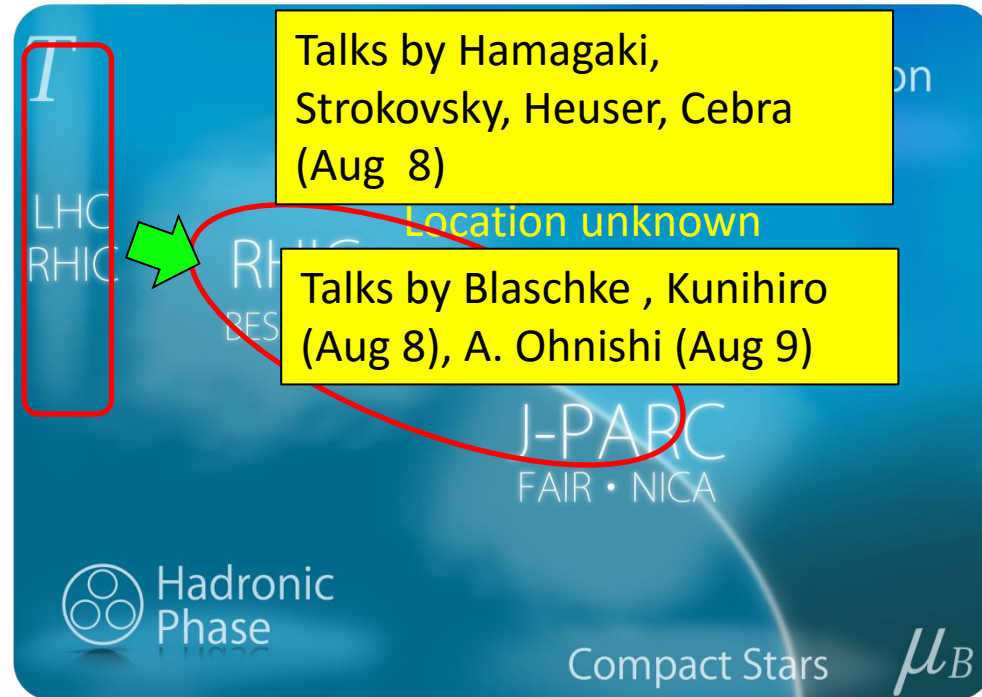 T
Talks by Hamagaki,
Strokovsky, Heuser, Cebra
(Aug 8)
LHC
RHIC
Location unknown
BES
Talks by Blaschke , Kunihiro
(Aug 8), A. Ohnishi (Aug 9)
J-PARC
FAIR・NICA
Hadronic
Phase
Compact Stars
μB